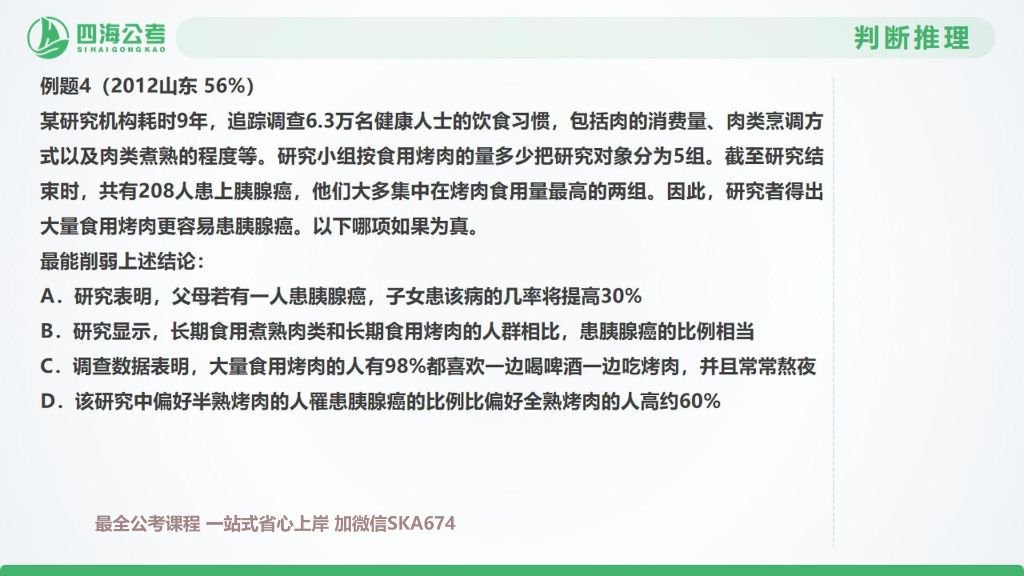 四海公考
SIHAIGONGKAO
判断推理
例题4（2012山东 56%）
某研究机构耗时9年，追踪调查6.3万名健康人士的饮食习惯，包括肉的消费量、肉类烹调方
式以及肉类煮熟的程度等。研究小组按食用烤肉的量多少把研究对象分为5组。截至研究结
束时，共有208人患上胰腺癌，他们大多集中在烤肉食用量最高的两组。因此，研究者得出
大量食用烤肉更容易患胰腺癌。以下哪项如果为真。
最能削弱上述结论：
A．研究表明，父母若有一人患胰腺癌，子女患该病的几率将提高30%
B．研究显示，长期食用煮熟肉类和长期食用烤肉的人群相比，患胰腺癌的比例相当
C．调查数据表明，大量食用烤肉的人有98%都喜欢一边喝啤酒一边吃烤肉，并且常常熬夜
D．该研究中偏好半熟烤肉的人罹患胰腺癌的比例比偏好全熟烤肉的人高约60%
最全公考课程 一站式省心上岸 加微信SKA674